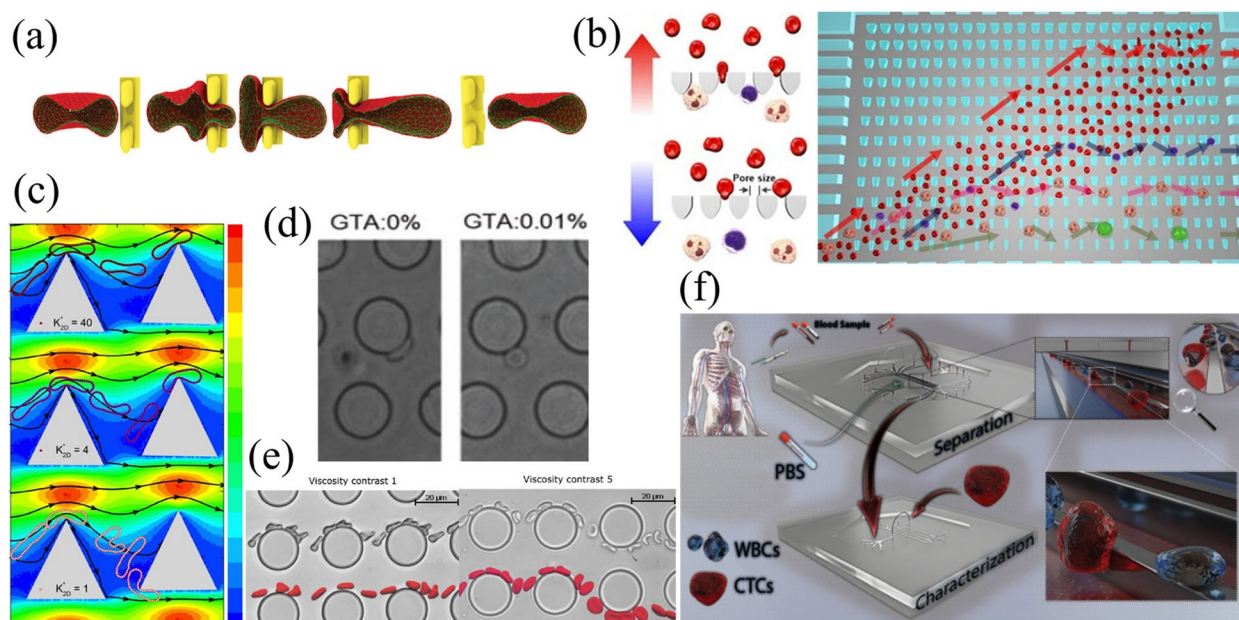 (a)
(b)
Pore size
(c)
K*2D = 40
K*2D = 4
K*2D = 1
(d)
GTA:0%
GTA:0.01%
(e)
Viscosity contrast 1
20 μm
Viscosity contrast 5
20 μm
(f)
Blood Sample
Separation
PBS
WBCs
CTCs
Characterization